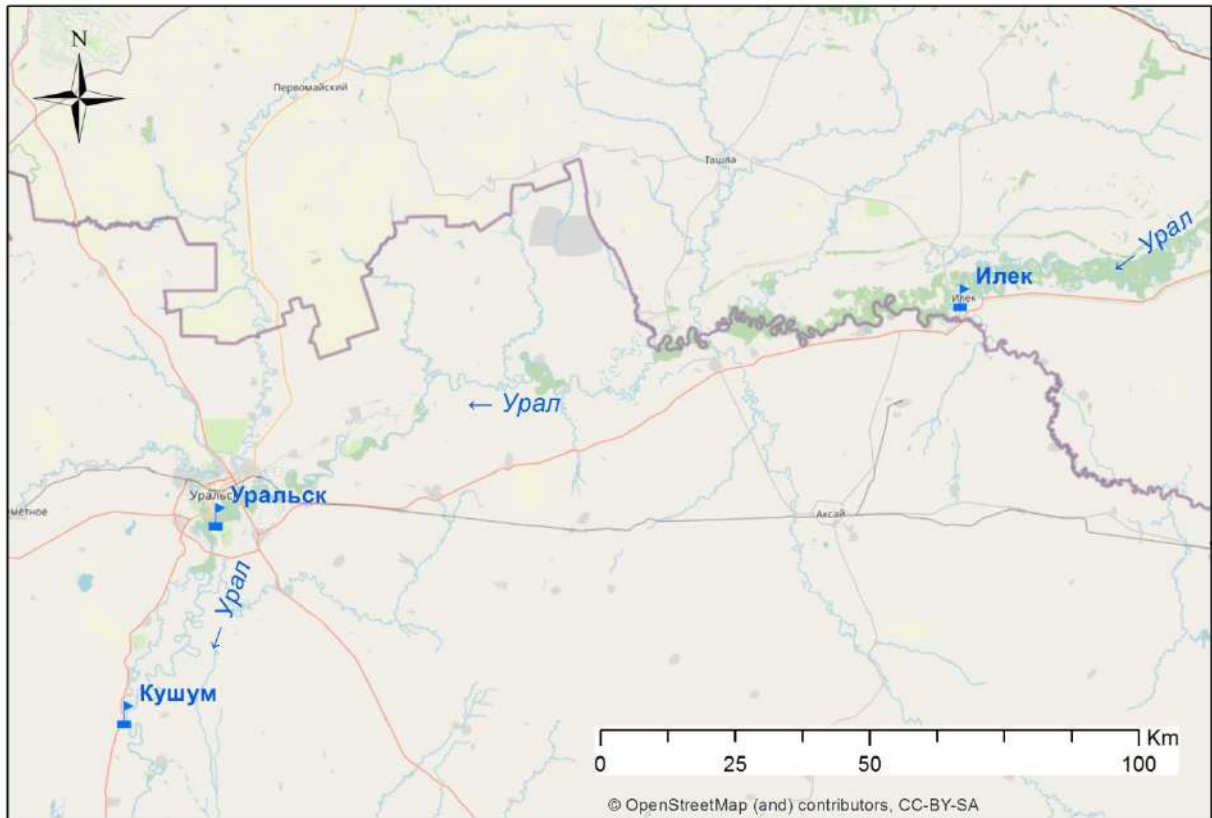 N
Первомайский
Ташла
← Урал
Илек
Илек
← Урал
Уральск
Уральск
метное
Аксай
← Урал
Кушум
Km
0 25 50 100
© OpenStreetMap (and) contributors, CC-BY-SA